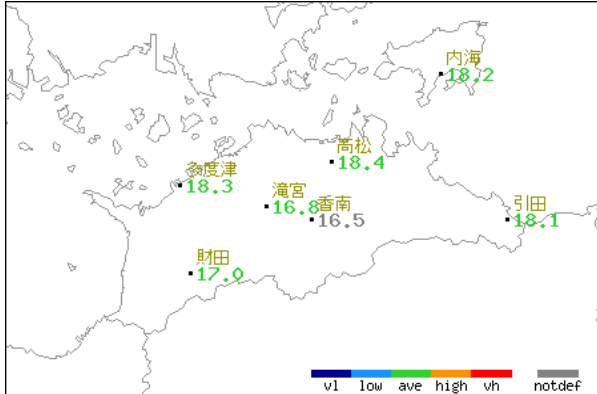 内海
18.2
高松
18.4
多度津
18.3
滝宮
16.8
香南
16.5
引田
18.1
財田
17.0
vl low ave high vh notdef